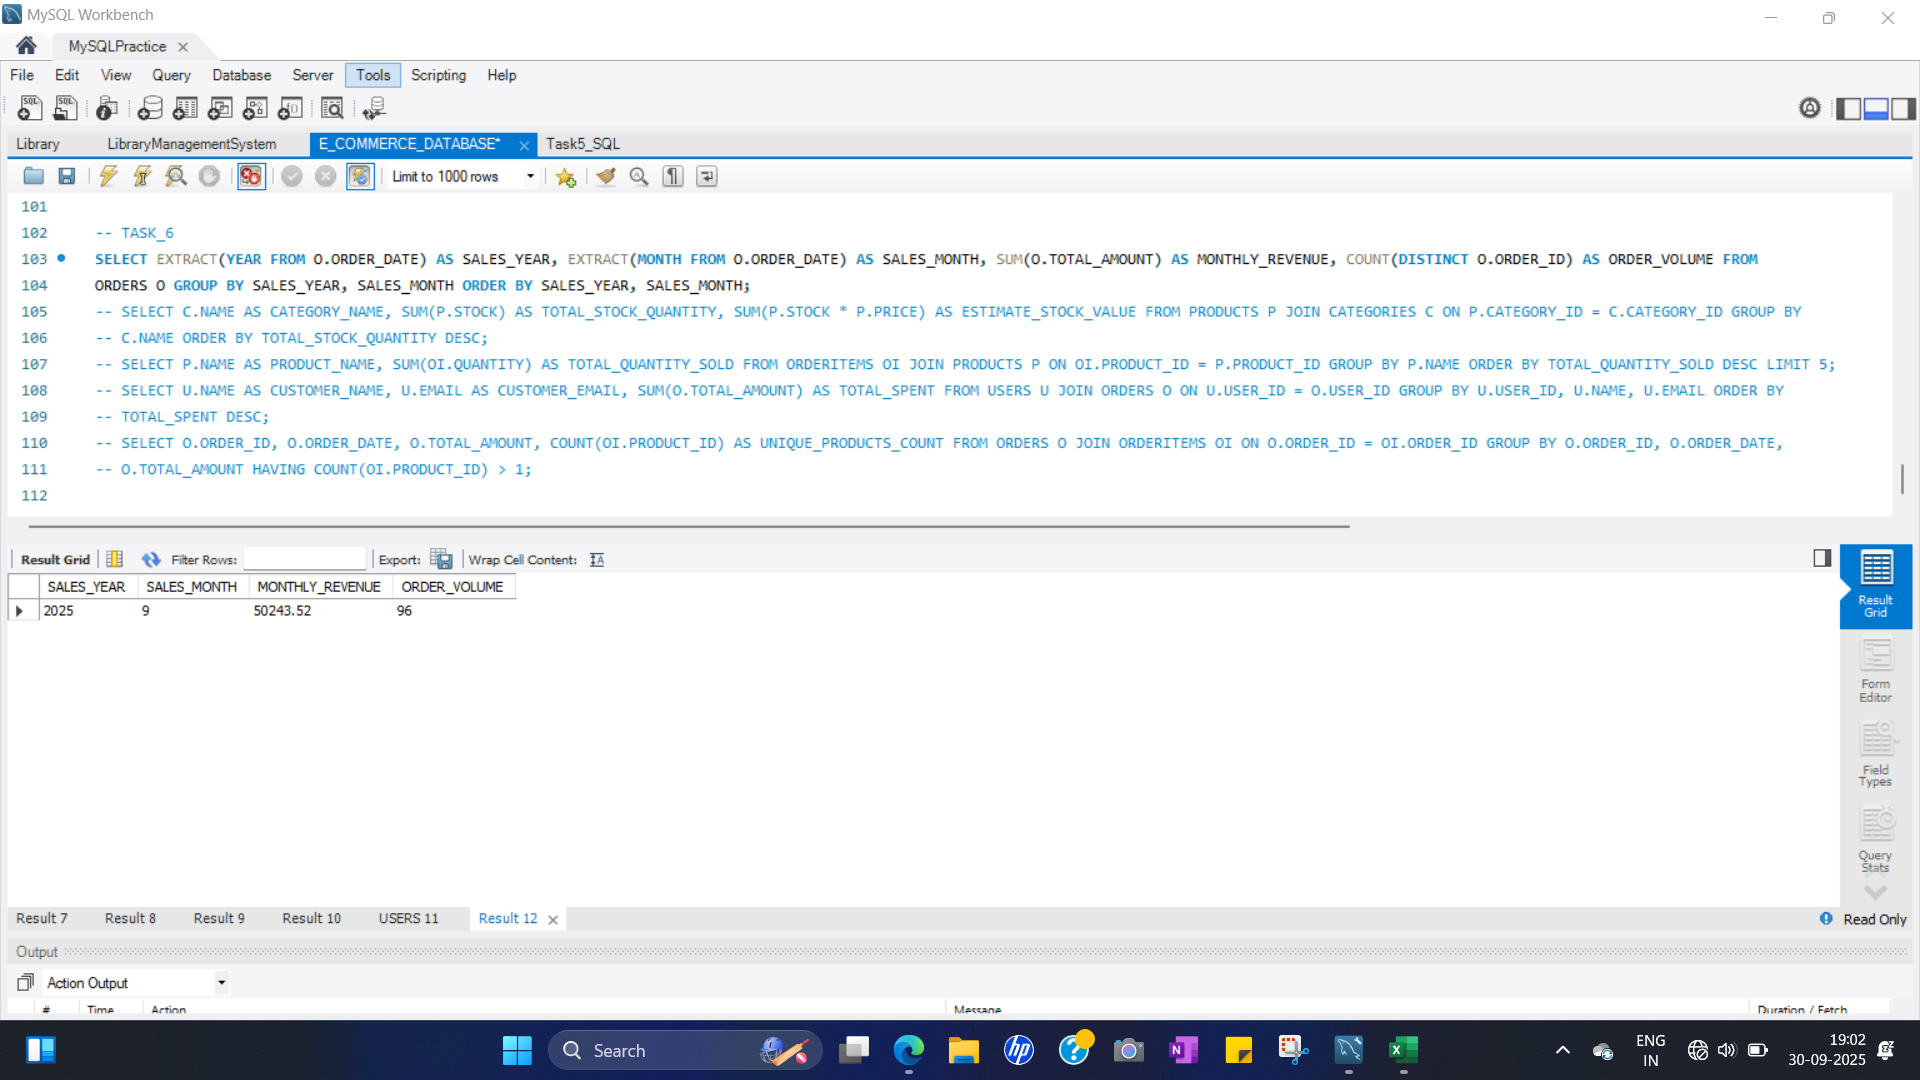 MySQL Workbench
MySQLPractice
File Edit View Query Database Server Tools Scripting Help
Library LibraryManagementSystem E_COMMERCE_DATABASE* Task5_SQL
Limit to 1000 rows
101
102 -- TASK_6
103 SELECT EXTRACT(YEAR FROM O.ORDER_DATE) AS SALES_YEAR, EXTRACT(MONTH FROM O.ORDER_DATE) AS SALES_MONTH, SUM(O.TOTAL_AMOUNT) AS MONTHLY_REVENUE, COUNT(DISTINCT O.ORDER_ID) AS ORDER_VOLUME FROM
104 ORDERS O GROUP BY SALES_YEAR, SALES_MONTH ORDER BY SALES_YEAR, SALES_MONTH;
105 -- SELECT C.NAME AS CATEGORY_NAME, SUM(P.STOCK) AS TOTAL_STOCK_QUANTITY, SUM(P.STOCK * P.PRICE) AS ESTIMATE_STOCK_VALUE FROM PRODUCTS P JOIN CATEGORIES C ON P.CATEGORY_ID = C.CATEGORY_ID GROUP BY
106 -- C.NAME ORDER BY TOTAL_STOCK_QUANTITY DESC;
107 -- SELECT P.NAME AS PRODUCT_NAME, SUM(OI.QUANTITY) AS TOTAL_QUANTITY_SOLD FROM ORDERITEMS OI JOIN PRODUCTS P ON OI.PRODUCT_ID = P.PRODUCT_ID GROUP BY P.NAME ORDER BY TOTAL_QUANTITY_SOLD DESC LIMIT 5;
108 -- SELECT U.NAME AS CUSTOMER_NAME, U.EMAIL AS CUSTOMER_EMAIL, SUM(O.TOTAL_AMOUNT) AS TOTAL_SPENT FROM USERS U JOIN ORDERS O ON U.USER_ID = O.USER_ID GROUP BY U.USER_ID, U.NAME, U.EMAIL ORDER BY
109 -- TOTAL_SPENT DESC;
110 -- SELECT O.ORDER_ID, O.ORDER_DATE, O.TOTAL_AMOUNT, COUNT(OI.PRODUCT_ID) AS UNIQUE_PRODUCTS_COUNT FROM ORDERS O JOIN ORDERITEMS OI ON O.ORDER_ID = OI.ORDER_ID GROUP BY O.ORDER_ID, O.ORDER_DATE,
111 -- O.TOTAL_AMOUNT HAVING COUNT(OI.PRODUCT_ID) > 1;
112
Result Grid Filter Rows: Export: Wrap Cell Content:
SALES_YEAR SALES_MONTH MONTHLY_REVENUE ORDER_VOLUME
2025 9 50243.52 96
Result
Grid
Form
Editor
Field
Types
Query
Stats
Result 7 Result 8 Result 9 Result 10 USERS 11 Result 12 Read Only
Output
Action Output
# Time Action Message Duration / Fetch
Search
ENG
IN
19:02
30-09-2025